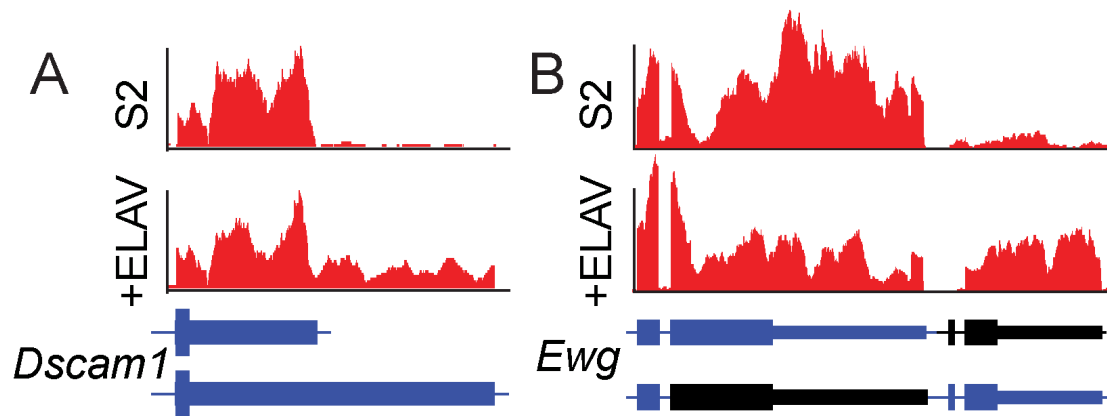 A
S2
+ELAV
Dscam1
B
S2
+ELAV
Ewg